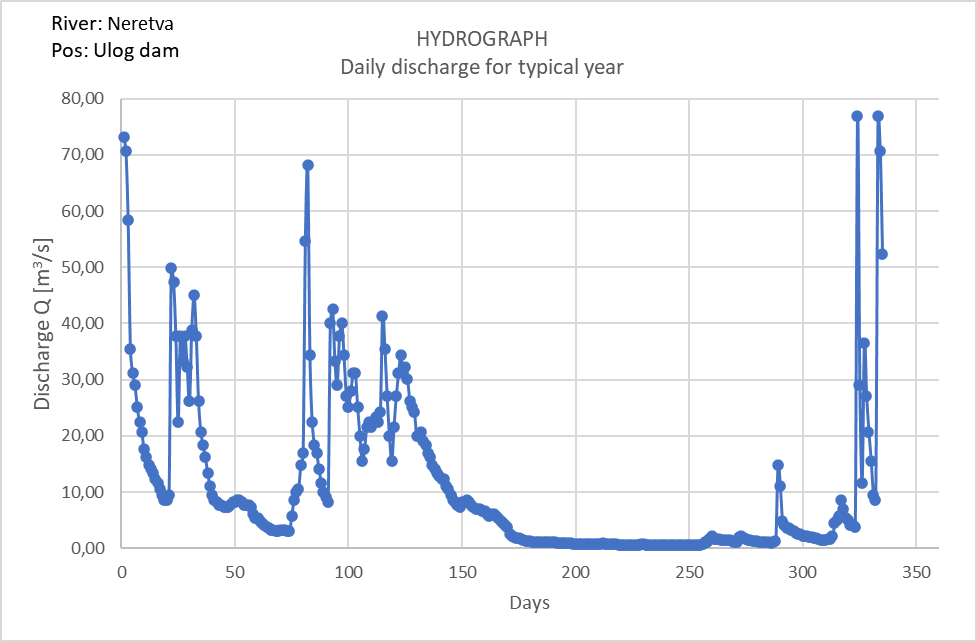 River: Neretva
Pos: Ulog dam
HYDROGRAPH
Daily discharge for typical year
Discharge Q [m³/s]
80,00
70,00
60,00
50,00
40,00
30,00
20,00
10,00
0,00
0 50 100 150 200 250 300 350
Days